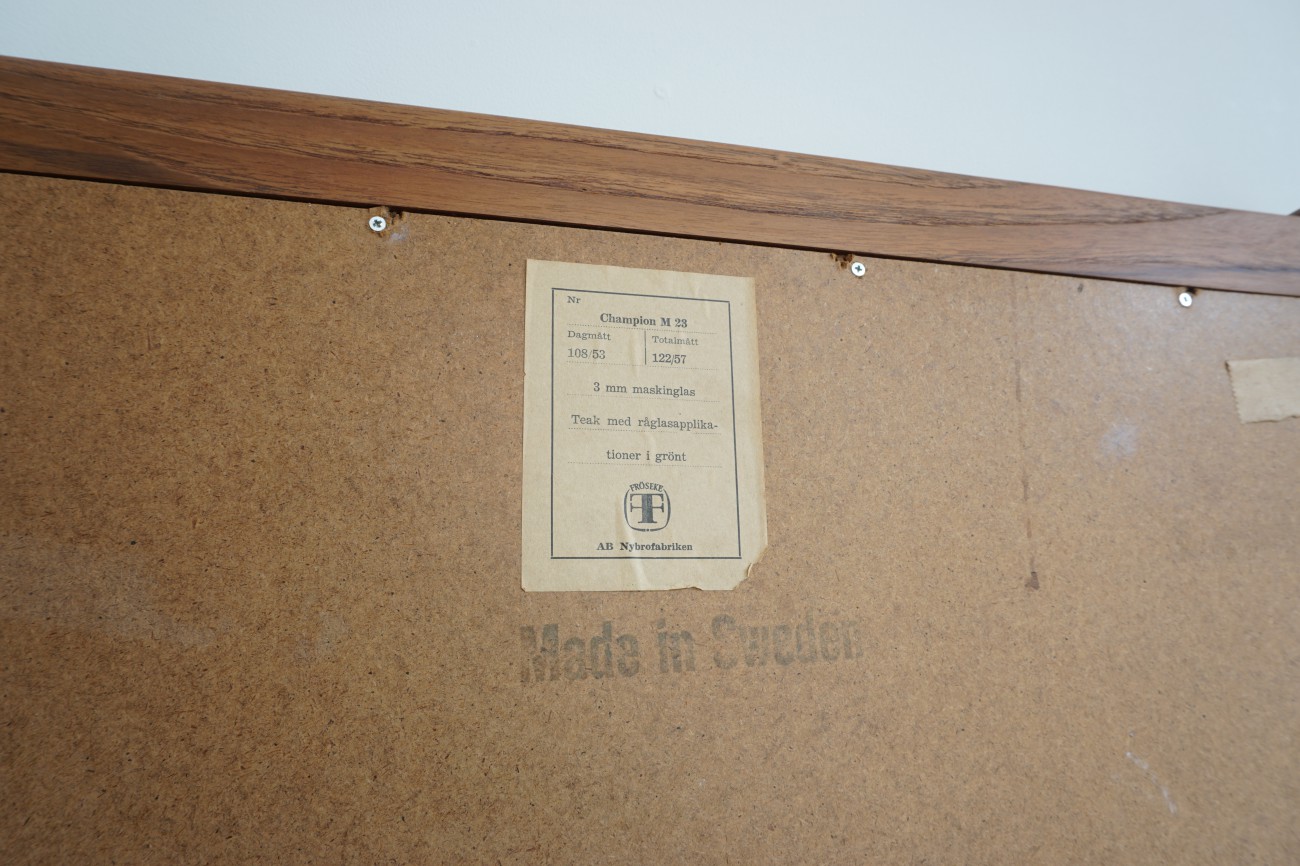 Nr
Champion M 23
Dagmått Totalmått
108/53 122/57
3 mm maskinglas
Teak med råglasapplika-
tioner i grönt
FRÖSEKE
F
AB Nybrofabriken
Made in Sweden